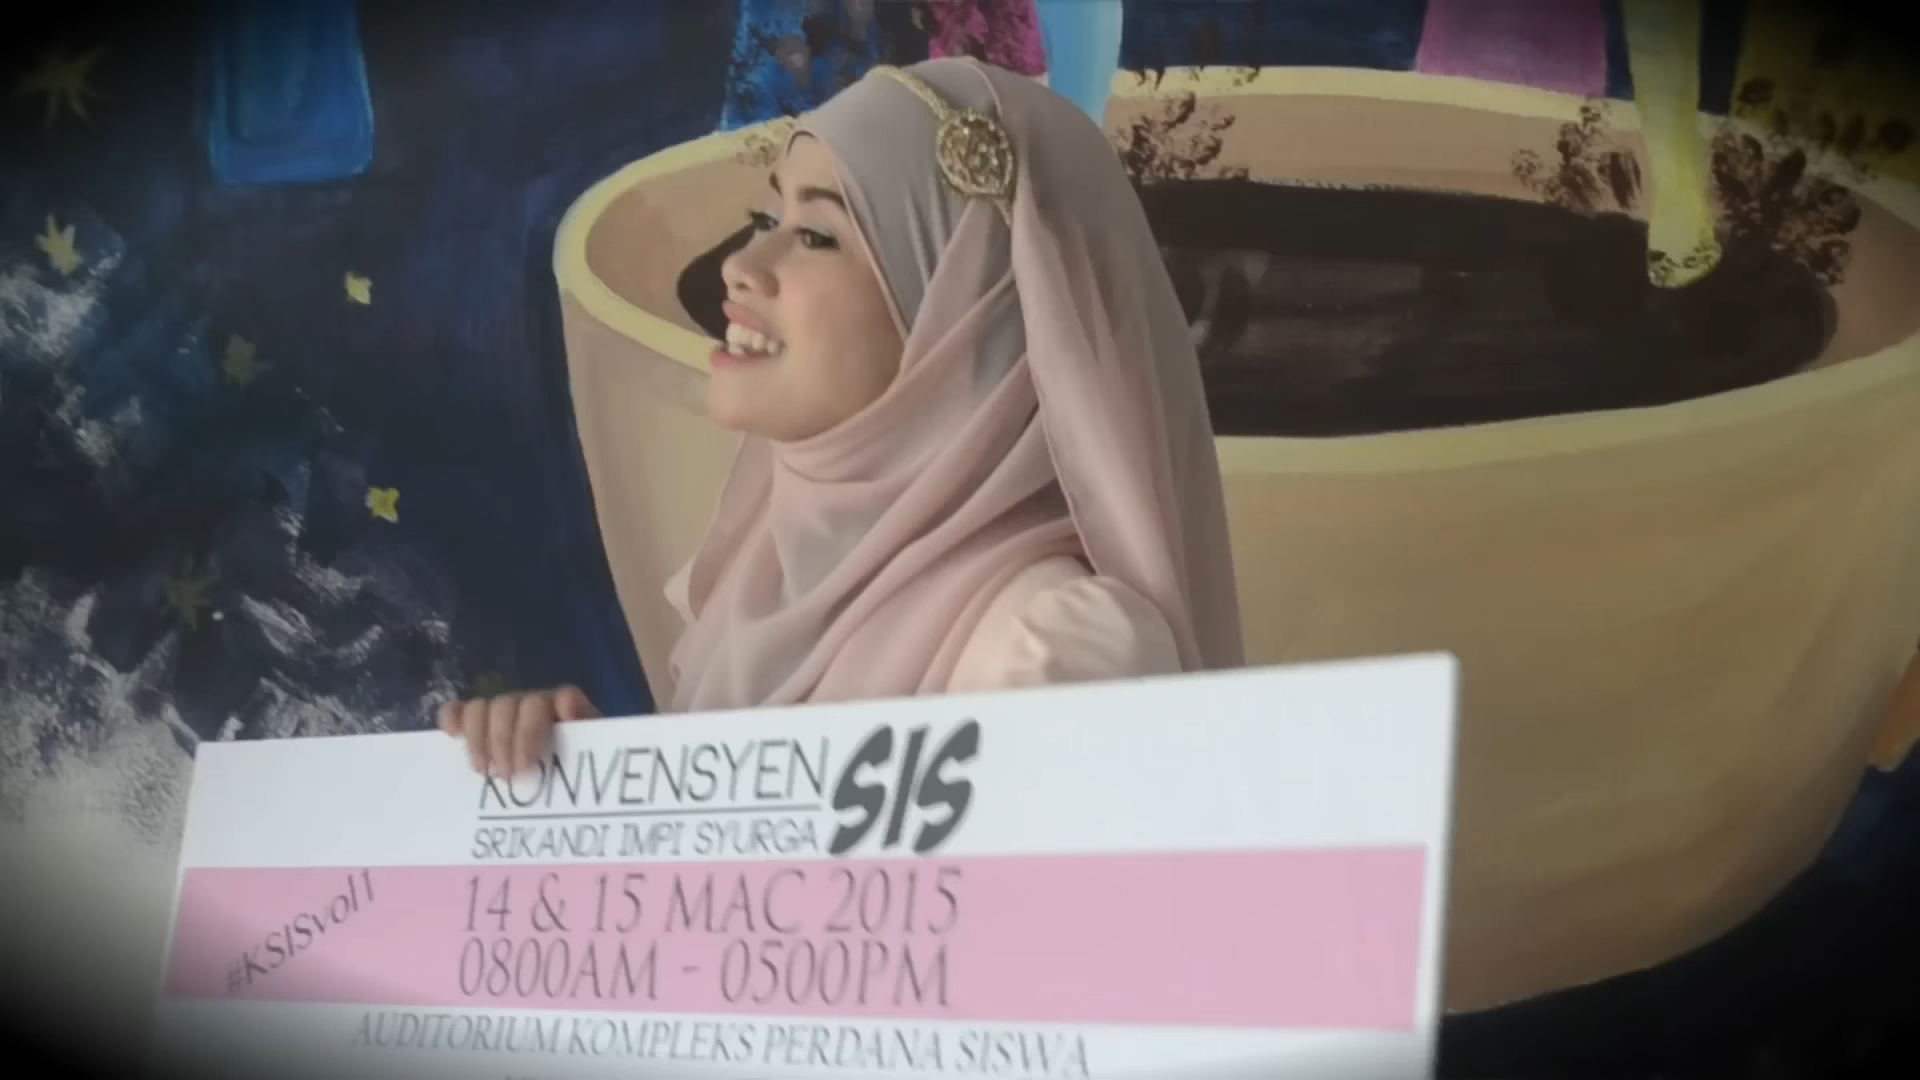 KONVENSYEN SIS
SRIKANDI IMPI SYURGA
#KSISvol1
14 & 15 MAC 2015
0800AM - 0500PM
AUDITORIUM KOMPLEKS PERDANA SISWA